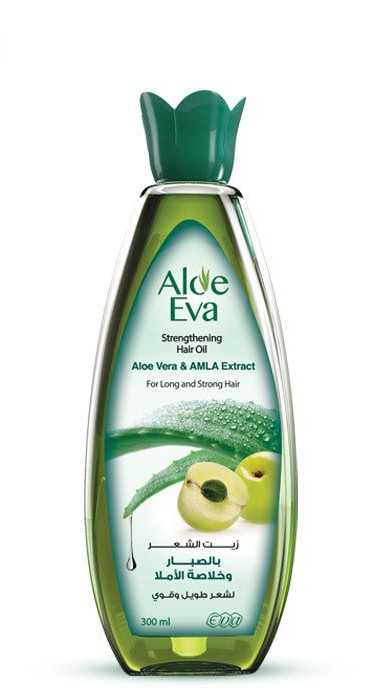 Aloe
Eva
Strengthening
Hair Oil
Aloe Vera & AMLA Extract
For Long and Strong Hair
زيت الشعر
بالصبار
وخلاصة الأملا
لشعر طويل وقوي
300 ml
eva